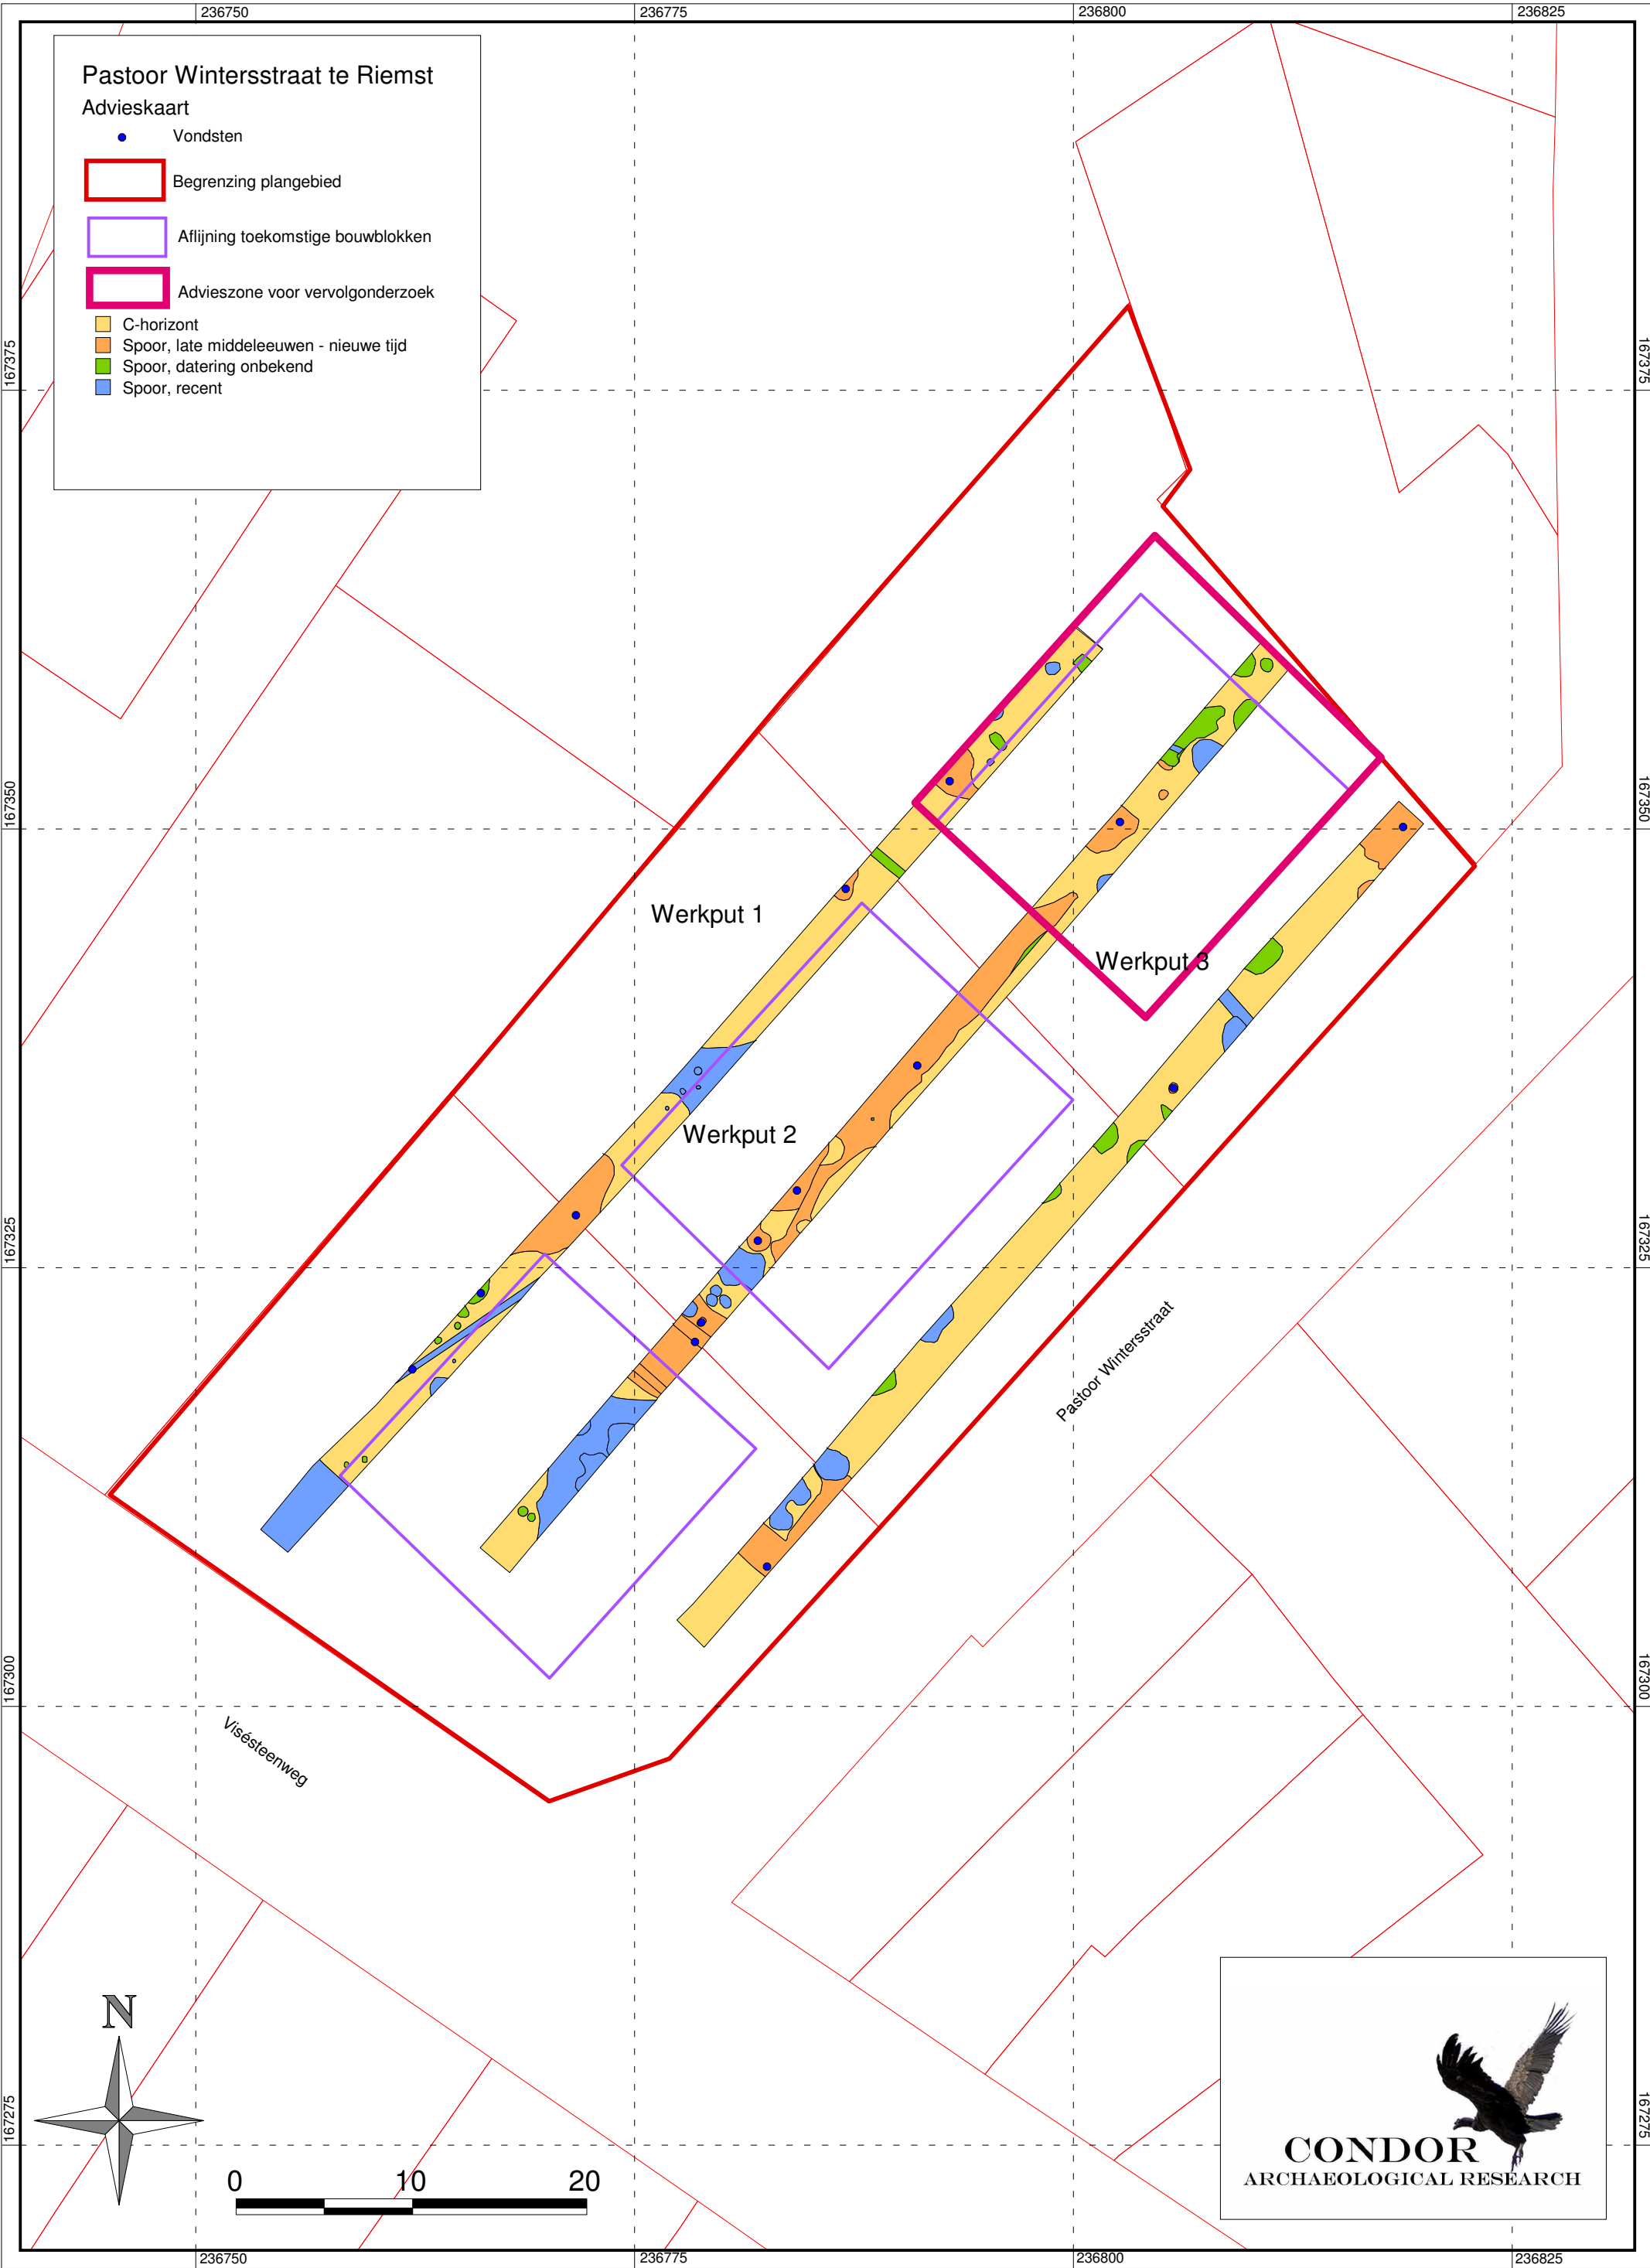 236750
236775
236800
236825
Pastoor Wintersstraat te Riemst
Advieskaart
Vondsten
Begrenzing plangebied
Aflijning toekomstige bouwblokken
Advieszone voor vervolgonderzoek
C-horizont
Spoor, late middeleeuwen - nieuwe tijd
Spoor, datering onbekend
Spoor, recent
167375
167375
167350
167350
Werkput 1
Werkput 3
Werkput 2
167325
167325
Pastoor Wintersstraat
167300
167300
Visésteenweg
N
167275
167275
0
10
20
CONDOR
ARCHAEOLOGICAL RESEARCH
236750
236775
236800
236825